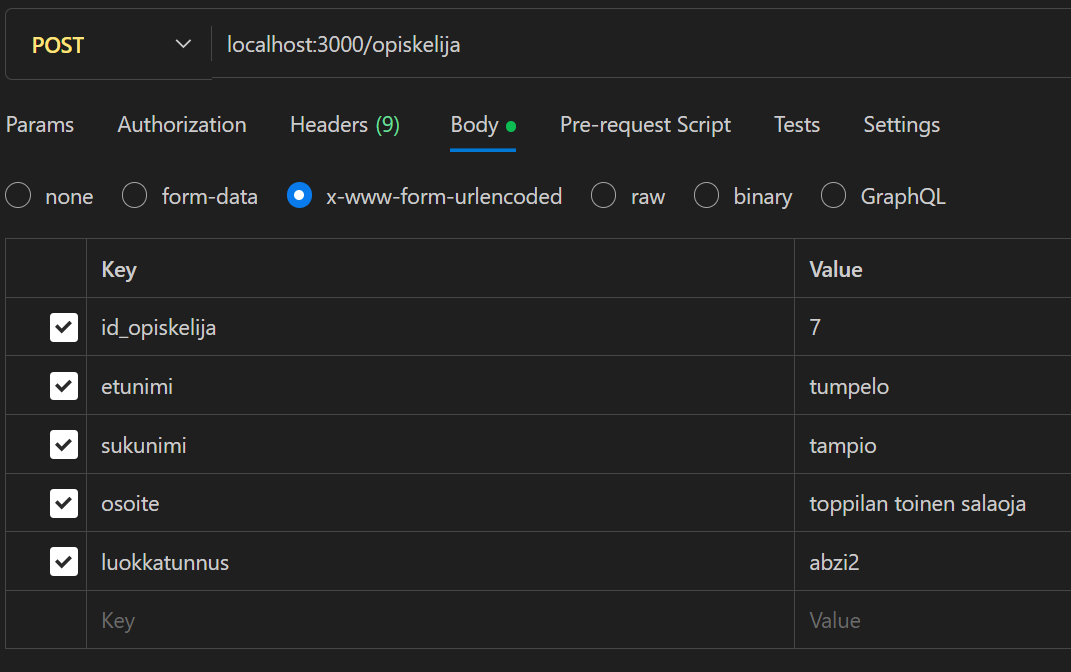 POST localhost:3000/opiskelija
Params Authorization Headers (9) Body Pre-request Script Tests Settings
none form-data x-www-form-urlencoded raw binary GraphQL
Key Value
id_opiskelija 7
etunimi tumpelo
sukunimi tampio
osoite toppilan toinen salaoja
luokkatunnus abzi2
Key Value